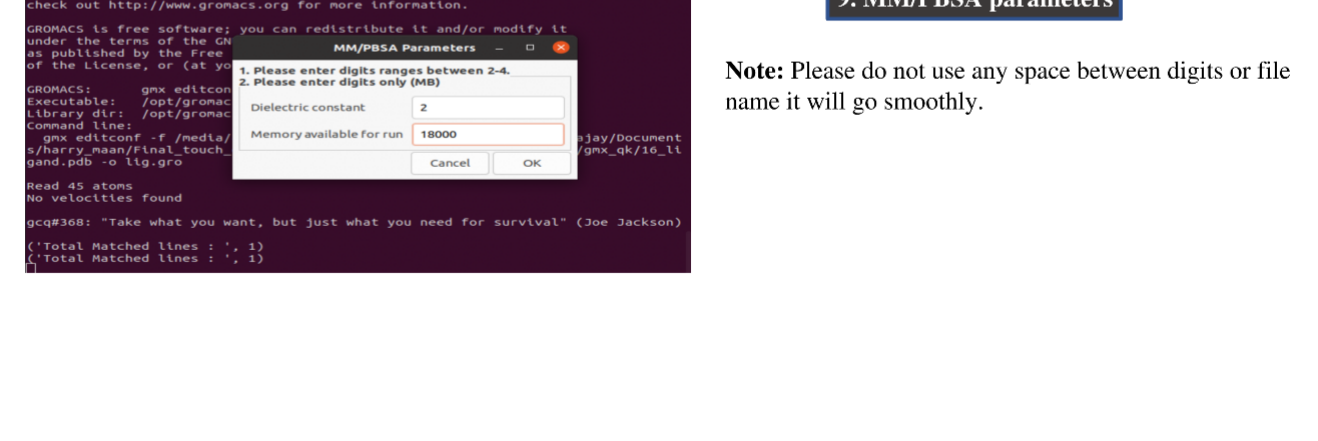 check out http://www.gromacs.org for more information.
GROMACS is free software; you can redistribute it and/or modify it
under the terms of the GN
as published by the Free
of the License, or (at yo
GROMACS: gmx editcon
Executable: /opt/gromac
Library dir: /opt/gromac
Command line:
gmx editconf -f /media/ ajay/Document
s/harry_maan/Final_touch_ /gmx_qk/16_li
gand.pdb -o lig.gro
Read 45 atoms
No velocities found
gcq#368: "Take what you want, but just what you need for survival" (Joe Jackson)
('Total Matched lines : ', 1)
('Total Matched lines : ', 1)
MM/PBSA Parameters
1. Please enter digits ranges between 2-4.
2. Please enter digits only (MB)
Dielectric constant 2
Memory available for run 18000
Cancel OK
9. MM/PBSA parameters
Note: Please do not use any space between digits or file
name it will go smoothly.